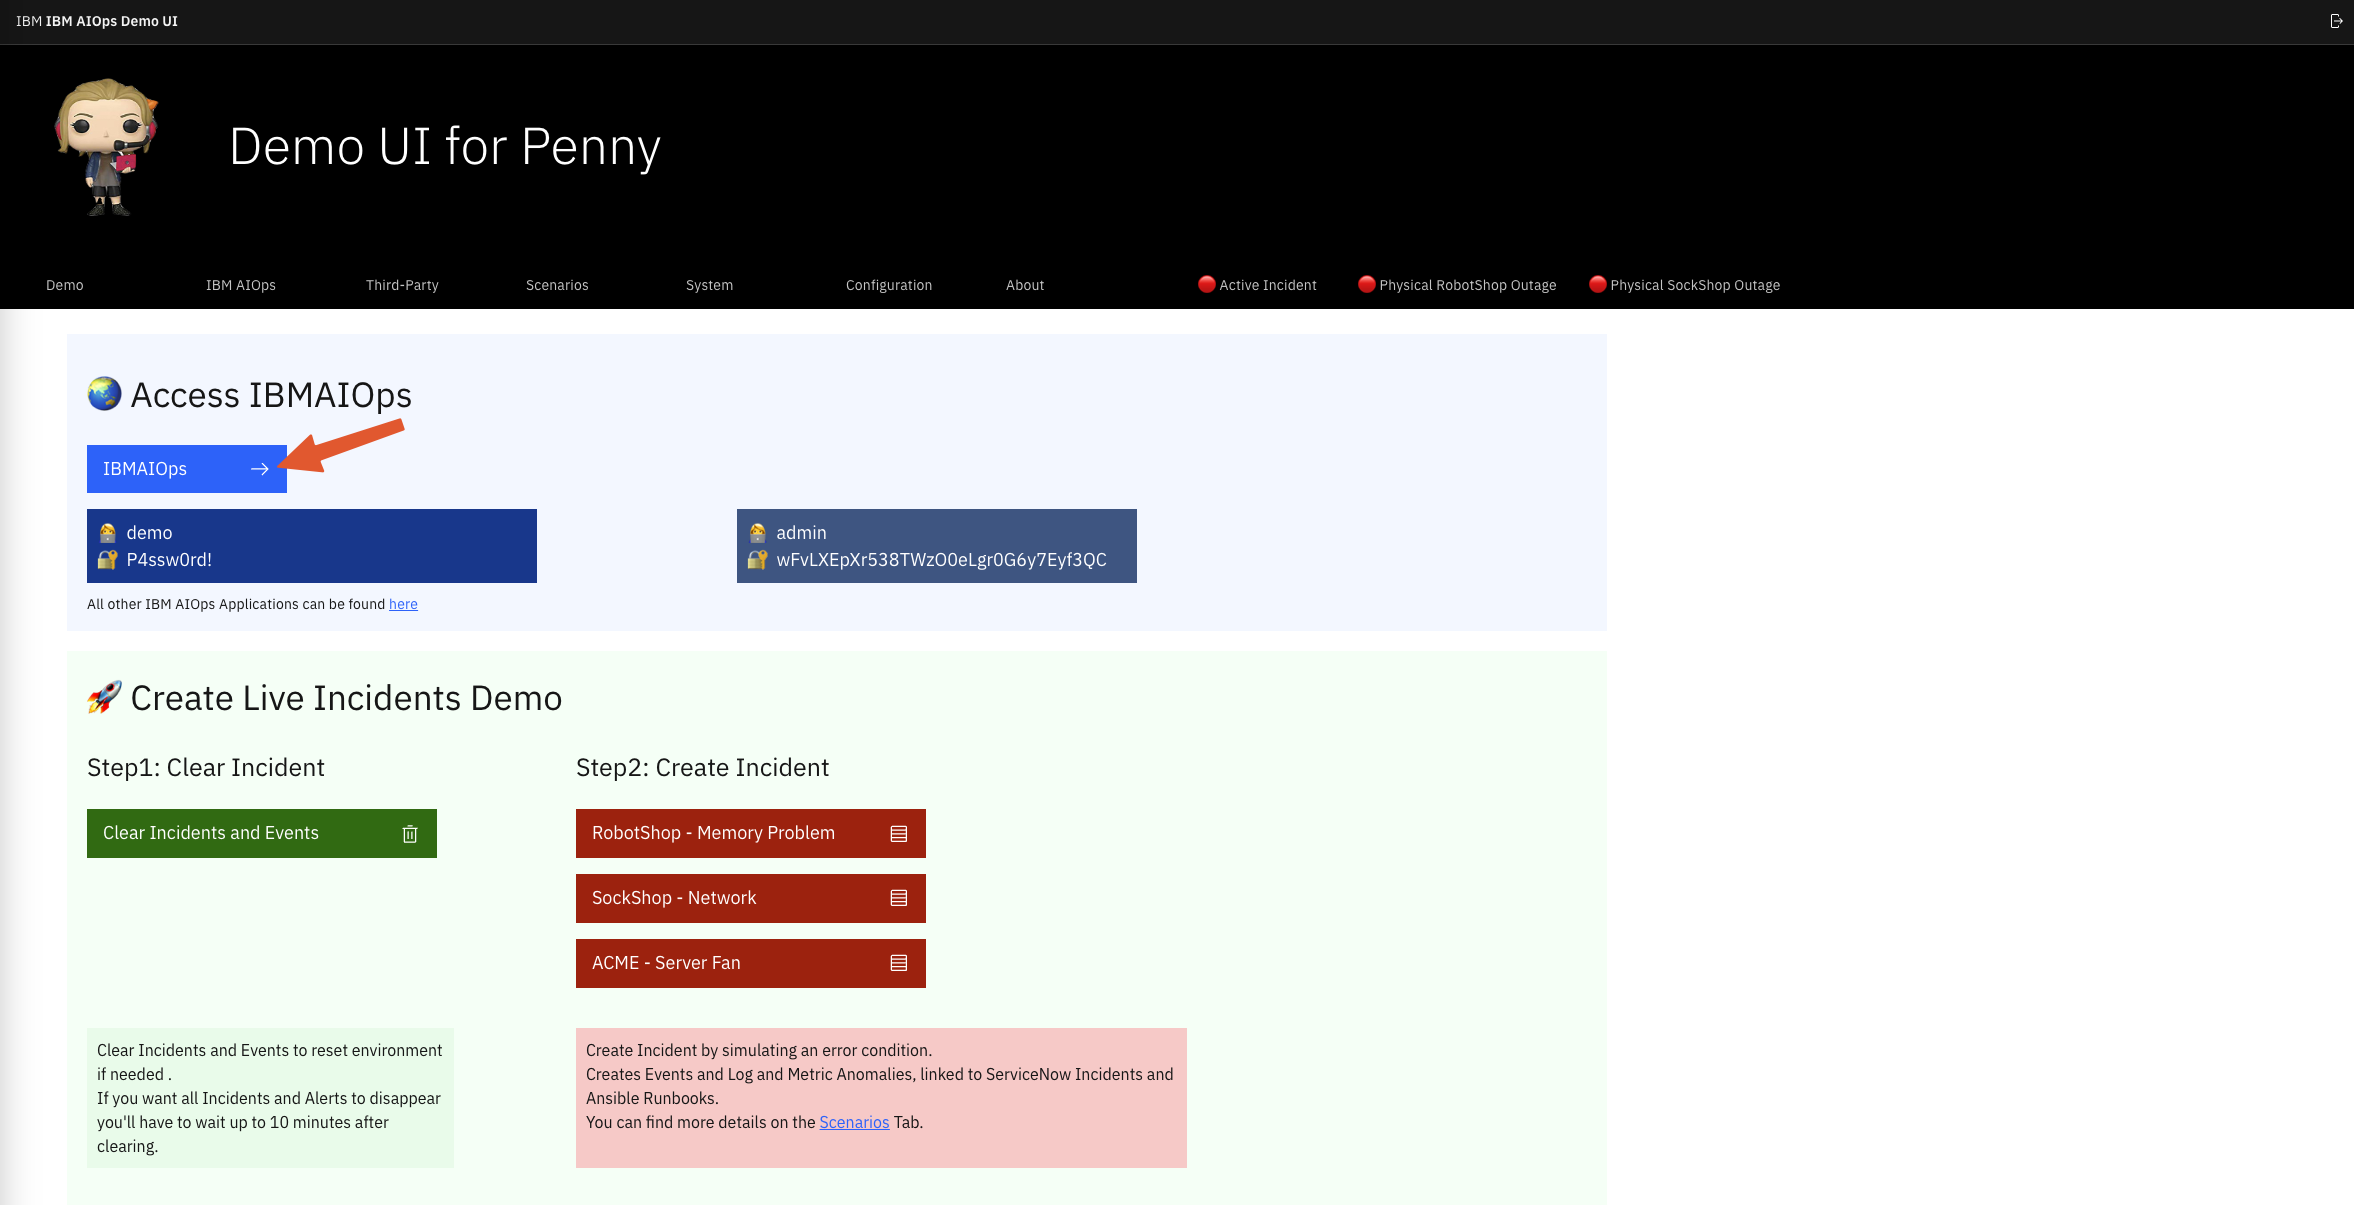 IBM IBM AIOps Demo UI
Demo UI for Penny
Demo
IBM AIOps
Third-Party
Scenarios
System
Configuration
About
Active Incident
Physical RobotShop Outage
Physical SockShop Outage
Access IBMAIOps
IBMAIOps
demo
P4ssw0rd!
admin
wFvLXEpXr538TWzO0eLgr0G6y7Eyf3QC
All other IBM AIOps Applications can be found here
Create Live Incidents Demo
Step1: Clear Incident
Clear Incidents and Events
Clear Incidents and Events to reset environment
if needed .
If you want all Incidents and Alerts to disappear
you'll have to wait up to 10 minutes after
clearing.
Step2: Create Incident
RobotShop - Memory Problem
SockShop - Network
ACME - Server Fan
Create Incident by simulating an error condition.
Creates Events and Log and Metric Anomalies, linked to ServiceNow Incidents and
Ansible Runbooks.
You can find more details on the Scenarios Tab.